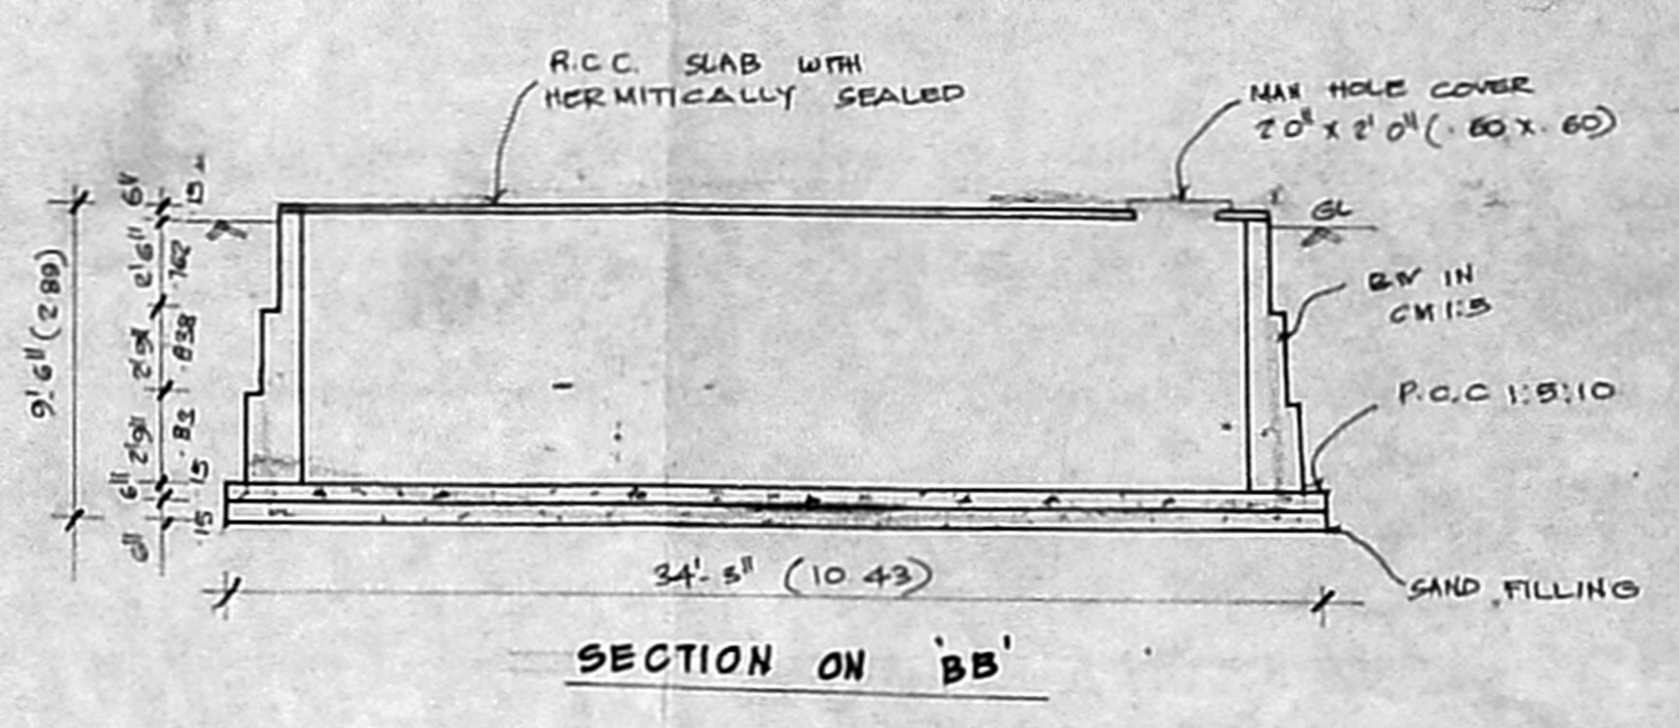 R.C.C. SLAB WITH
HERMITICALLY SEALED
MAN HOLE COVER
2'0" X 2'0" (.60 X .60)
GL
BW IN
CM 1:5
P.C.C 1:5:10
SAND FILLING
9'.6" (2 89)
6" .15
2'6" .762
2'9" .838
2'9" .83
6" 15
6" .15
34'-3" (10 43)
SECTION ON 'BB'